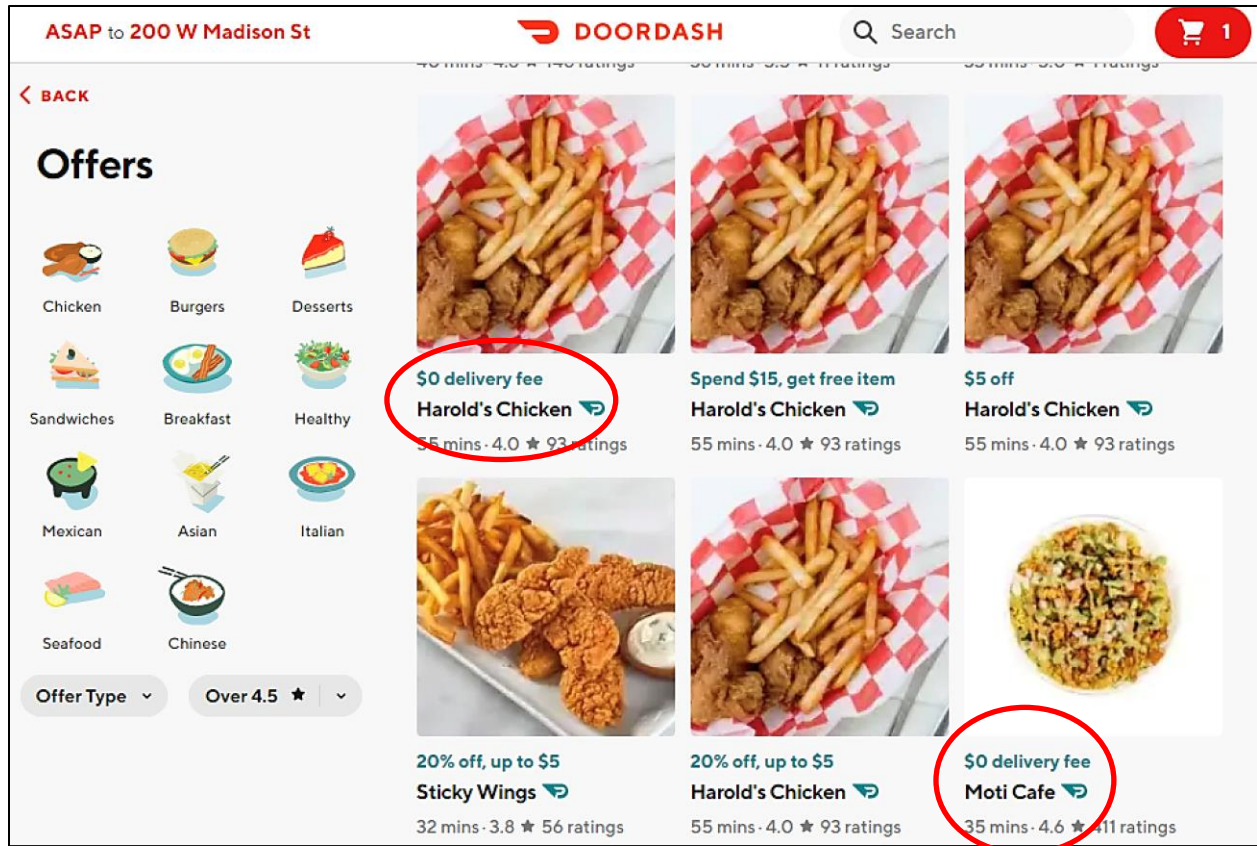 ASAP to 200 W Madison St
DOORDASH
Search
1
BACK
Offers
Chicken Burgers Desserts
Sandwiches Breakfast Healthy
Mexican Asian Italian
Seafood Chinese
Offer Type
Over 4.5 ★
$0 delivery fee
Harold's Chicken
55 mins · 4.0 ★ 93 ratings
Spend $15, get free item
Harold's Chicken
55 mins · 4.0 ★ 93 ratings
$5 off
Harold's Chicken
55 mins · 4.0 ★ 93 ratings
20% off, up to $5
Sticky Wings
32 mins · 3.8 ★ 56 ratings
20% off, up to $5
Harold's Chicken
55 mins · 4.0 ★ 93 ratings
$0 delivery fee
Moti Cafe
35 mins · 4.6 ★ 411 ratings